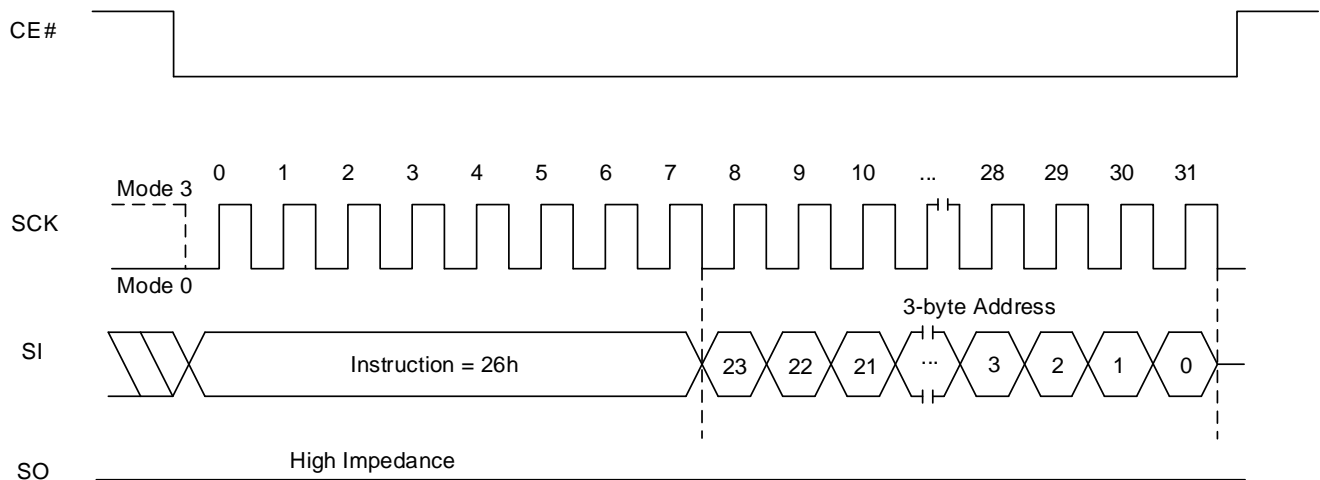 CE#
0 1 2 3 4 5 6 7 8 9 10 ... 28 29 30 31
Mode 3
SCK
Mode 0
3-byte Address
SI
Instruction = 26h
23 22 21 ... 3 2 1 0
High Impedance
SO